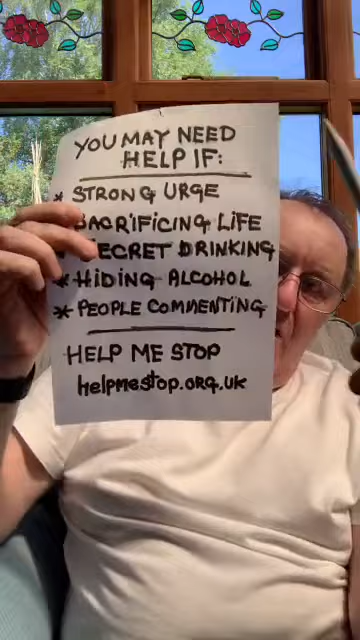 YOU MAY NEED
HELP IF:
* STRONG URGE
SACRIFICING LIFE
SECRET DRINKING
* HIDING ALCOHOL
* PEOPLE COMMENTING
HELP ME STOP
helpmestop.org.uk